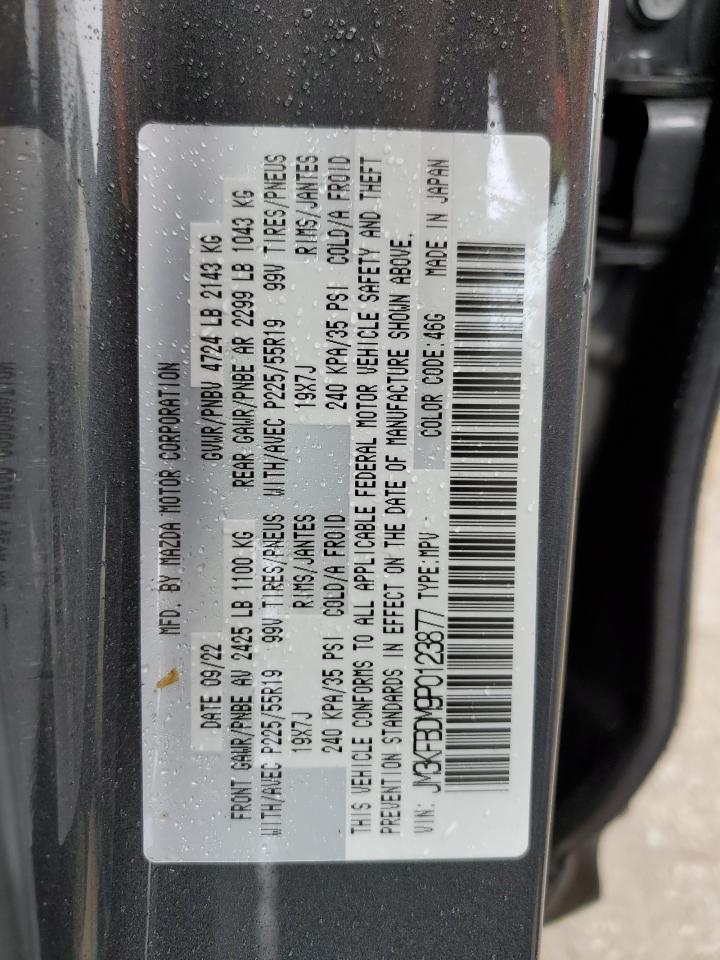 MFD. BY MAZDA MOTOR CORPORATION
DATE 09/22 GVWR/PNBV 4724 LB 2143 KG
FRONT GAWR/PNBE AV 2425 LB 1100 KG REAR GAWR/PNBE AR 2299 LB 1043 KG
WITH/AVEC P225/55R19 99V TIRES/PNEUS WITH/AVEC P225/55R19 99V TIRES/PNEUS
19X7J RIMS/JANTES 19X7J RIMS/JANTES
240 KPA/35 PSI COLD/A FROID 240 KPA/35 PSI COLD/A FROID
THIS VEHICLE CONFORMS TO ALL APPLICABLE FEDERAL MOTOR VEHICLE SAFETY AND THEFT
PREVENTION STANDARDS IN EFFECT ON THE DATE OF MANUFACTURE SHOWN ABOVE.
VIN: JM3KFBDM9P0123877 TYPE:MPV COLOR CODE:46G MADE IN JAPAN